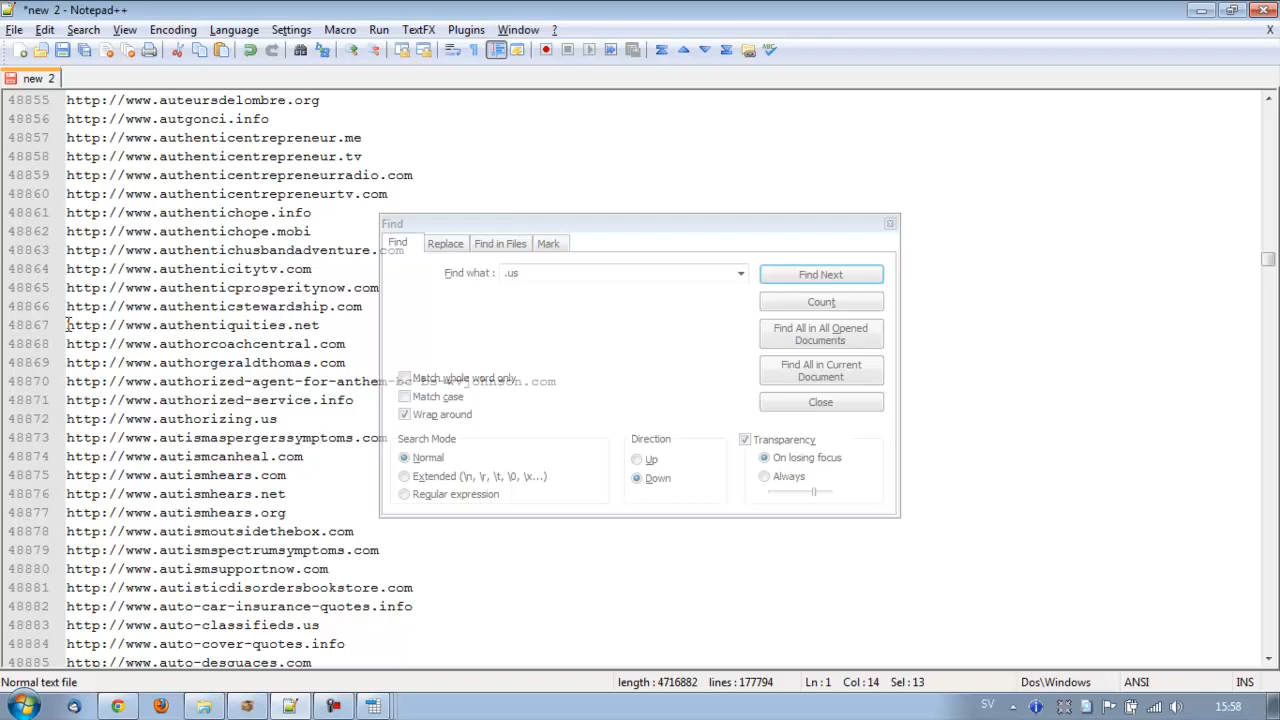 *new 2 - Notepad++
File Edit Search View Encoding Language Settings Macro Run TextFX Plugins Window ? X
new 2
48855 http://www.auteursdelombre.org
48856 http://www.autgonci.info
48857 http://www.authenticentrepreneur.me
48858 http://www.authenticentrepreneur.tv
48859 http://www.authenticentrepreneurradio.com
48860 http://www.authenticentrepreneurtv.com
48861 http://www.authentichope.info
48862 http://www.authentichope.mobi
48863 http://www.authentichusbandadventure.com
48864 http://www.authenticitytv.com
48865 http://www.authenticprosperitynow.com
48866 http://www.authenticstewardship.com
48867 http://www.authentiquities.net
48868 http://www.authorcoachcentral.com
48869 http://www.authorgeraldthomas.com
48870 http://www.authorized-agent-for-anthem-bc-bs-
48871 http://www.authorized-service.info
48872 http://www.authorizing.us
48873 http://www.autismaspergerssymptoms.com
48874 http://www.autismcanheal.com
48875 http://www.autismhears.com
48876 http://www.autismhears.net
48877 http://www.autismhears.org
48878 http://www.autismoutsidethebox.com
48879 http://www.autismspectrumsymptoms.com
48880 http://www.autismsupportnow.com
48881 http://www.autisticdisordersbookstore.com
48882 http://www.auto-car-insurance-quotes.info
48883 http://www.auto-classifieds.us
48884 http://www.auto-cover-quotes.info
48885 http://www.auto-desguaces.com
Find
Find Replace Find in Files Mark
Find what : .us
Find Next
Count
Find All in All Opened
Documents
Find All in Current
Document
Close
Match whole word only
Match case
Wrap around
Search Mode
Normal
Extended (\n, \r, \t, \0, \x...)
Regular expression
Direction
Up
Down
Transparency
On losing focus
Always
Normal text file length : 4716882 lines : 177794 Ln : 1 Col : 14 Sel : 13 Dos\Windows ANSI INS
SV 15:58